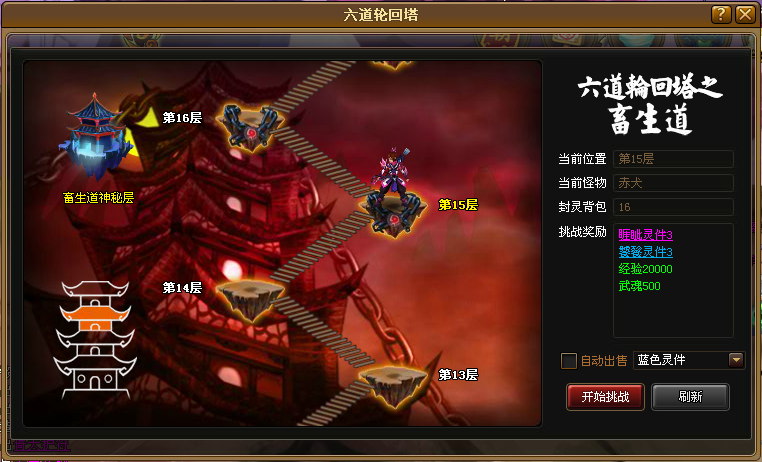 六道轮回塔
六道輪回塔之
畜生道
第16层
畜生道神秘层
第15层
第14层
第13层
当前位置 第15层
当前怪物 赤犬
封灵背包 16
挑战奖励
睚眦灵件3
饕餮灵件3
经验20000
武魂500
自动出售 蓝色灵件
开始挑战 刷新